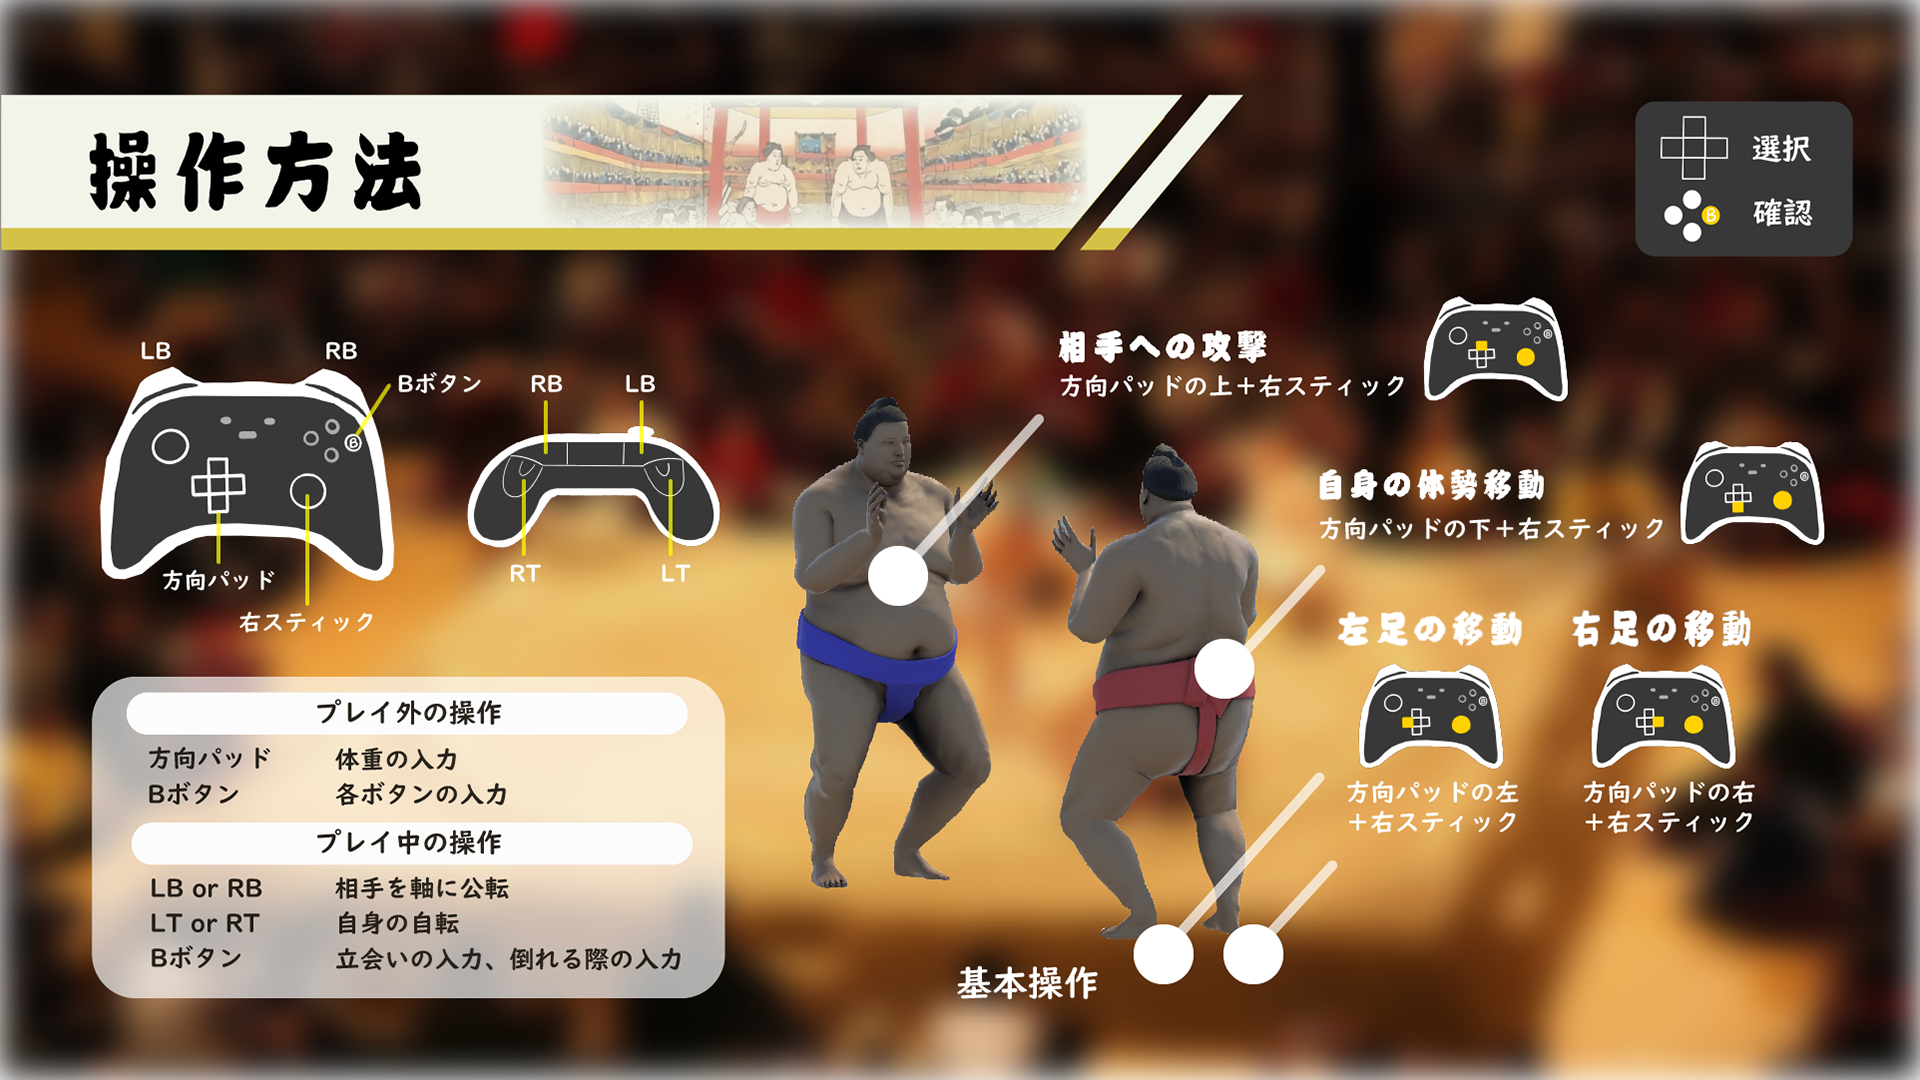 操作方法
選択
確認
LB
RB
Bボタン
RB
LB
方向パッド
右スティック
RT
LT
相手への攻撃
方向パッドの上+右スティック
自身の体勢移動
方向パッドの下+右スティック
左足の移動
右足の移動
方向パッドの左
+右スティック
方向パッドの右
+右スティック
プレイ外の操作
方向パッド 体重の入力
Bボタン 各ボタンの入力
プレイ中の操作
LB or RB 相手を軸に公転
LT or RT 自身の自転
Bボタン 立会いの入力、倒れる際の入力
基本操作
B
B
B
B
B
B